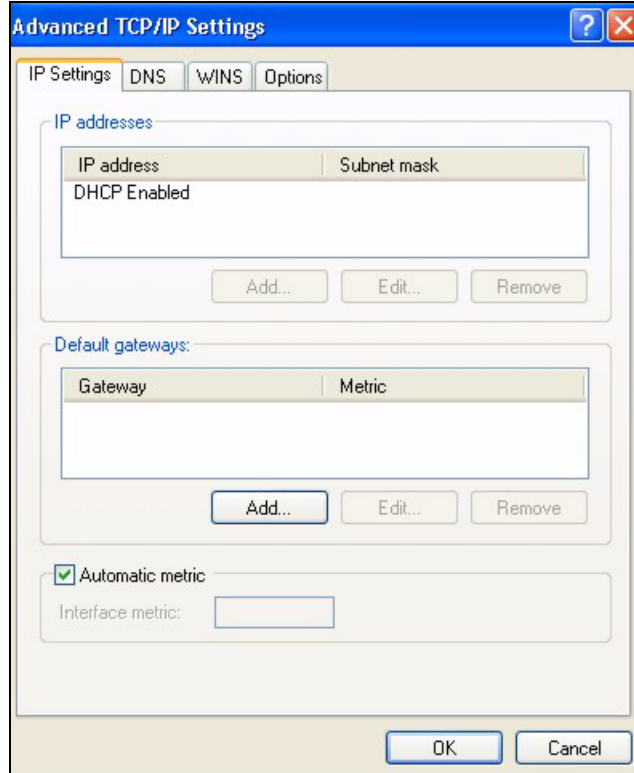 Advanced TCP/IP Settings
IP Settings DNS WINS Options
IP addresses
IP address Subnet mask
DHCP Enabled
Add... Edit... Remove
Default gateways:
Gateway Metric
Add... Edit... Remove
Automatic metric
Interface metric:
OK Cancel